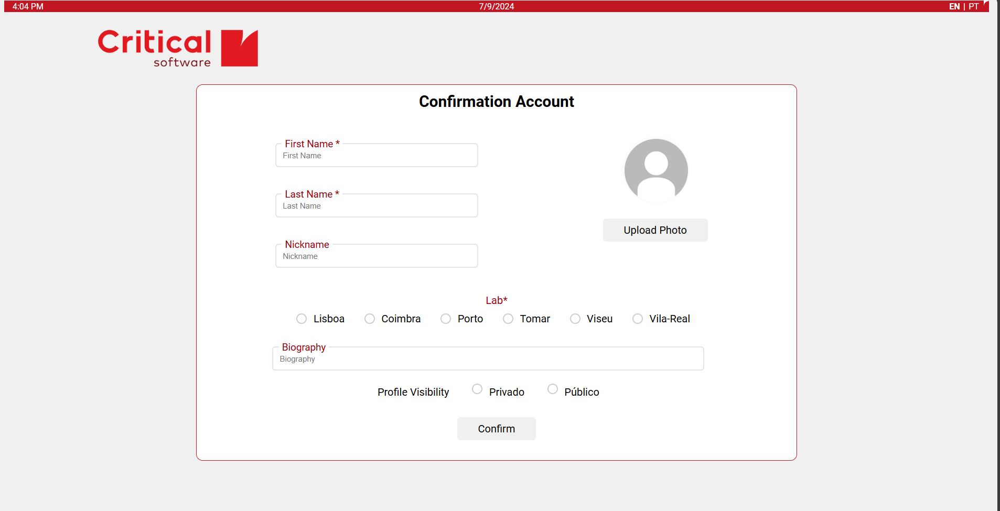 4:04 PM 7/9/2024 EN | PT
Critical
software
Confirmation Account
First Name *
First Name
Last Name *
Last Name
Upload Photo
Nickname
Nickname
Lab*
Lisboa Coimbra Porto Tomar Viseu Vila-Real
Biography
Biography
Profile Visibility Privado Público
Confirm